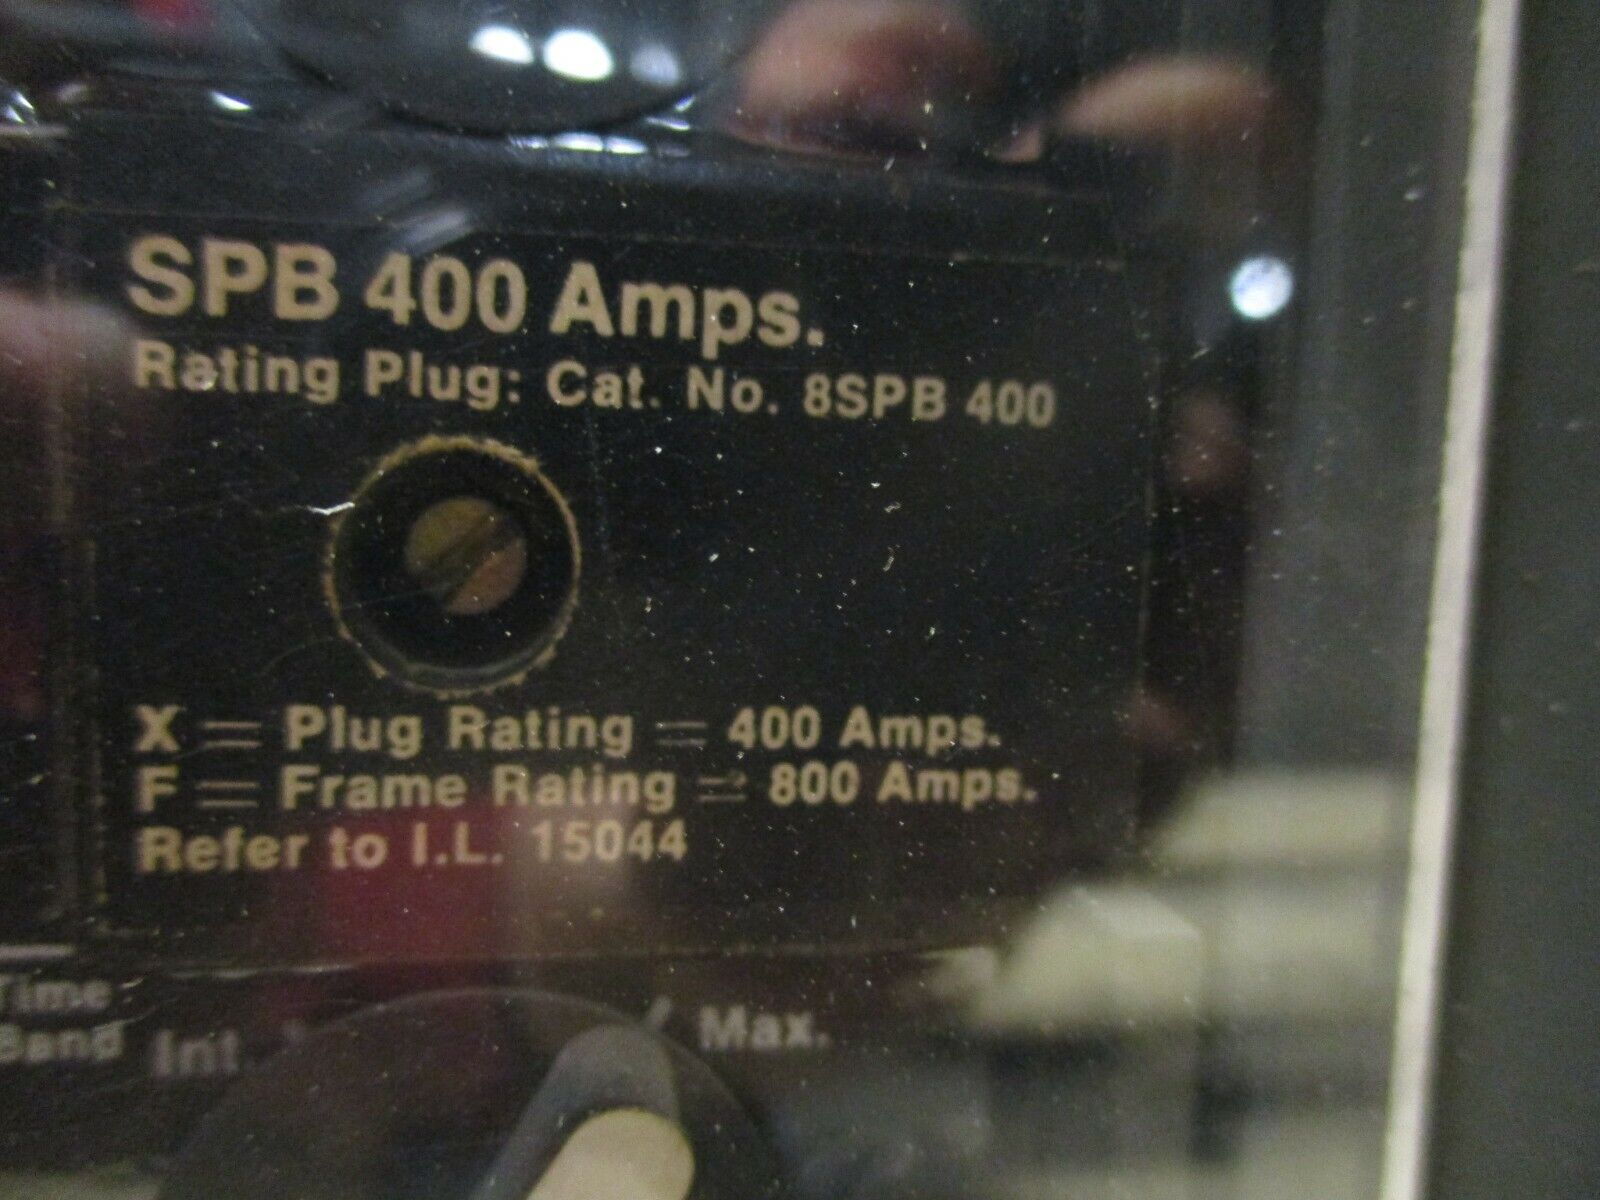 SPB 400 Amps.
Rating Plug: Cat. No. 8SPB 400
X = Plug Rating = 400 Amps.
F = Frame Rating = 800 Amps.
Refer to I.L. 15044
Time
Band
Int.
Max.